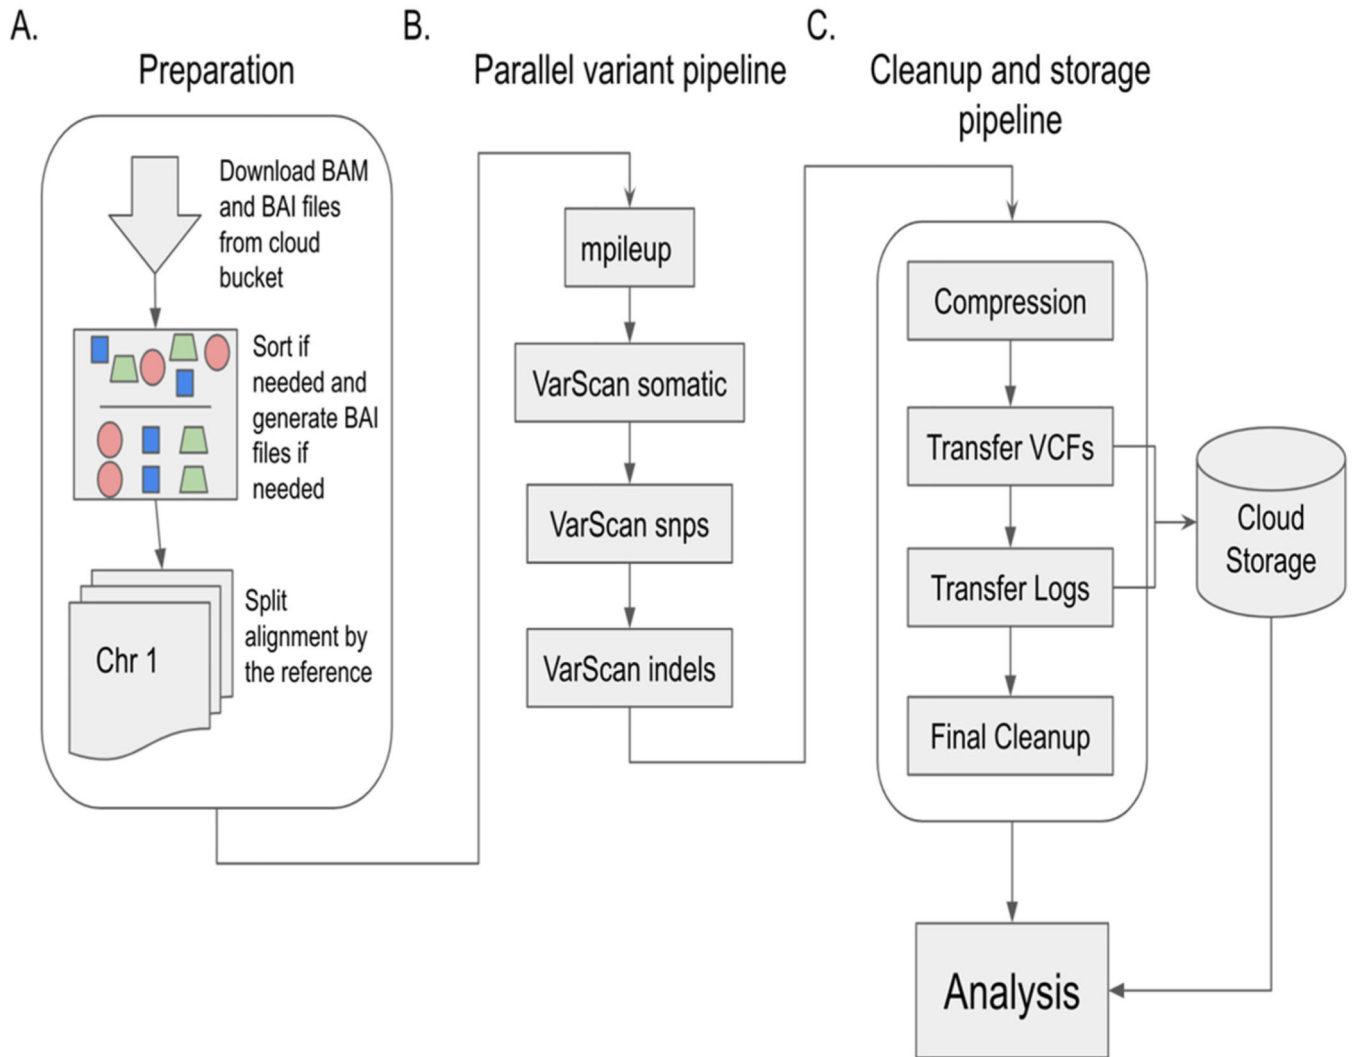 A.
Preparation
Download BAM
and BAI files
from cloud
bucket
Sort if
needed and
generate BAI
files if
needed
Chr 1
Split
alignment by
the reference
B.
Parallel variant pipeline
mpileup
VarScan somatic
VarScan snps
VarScan indels
C.
Cleanup and storage
pipeline
Compression
Transfer VCFs
Transfer Logs
Final Cleanup
Cloud
Storage
Analysis